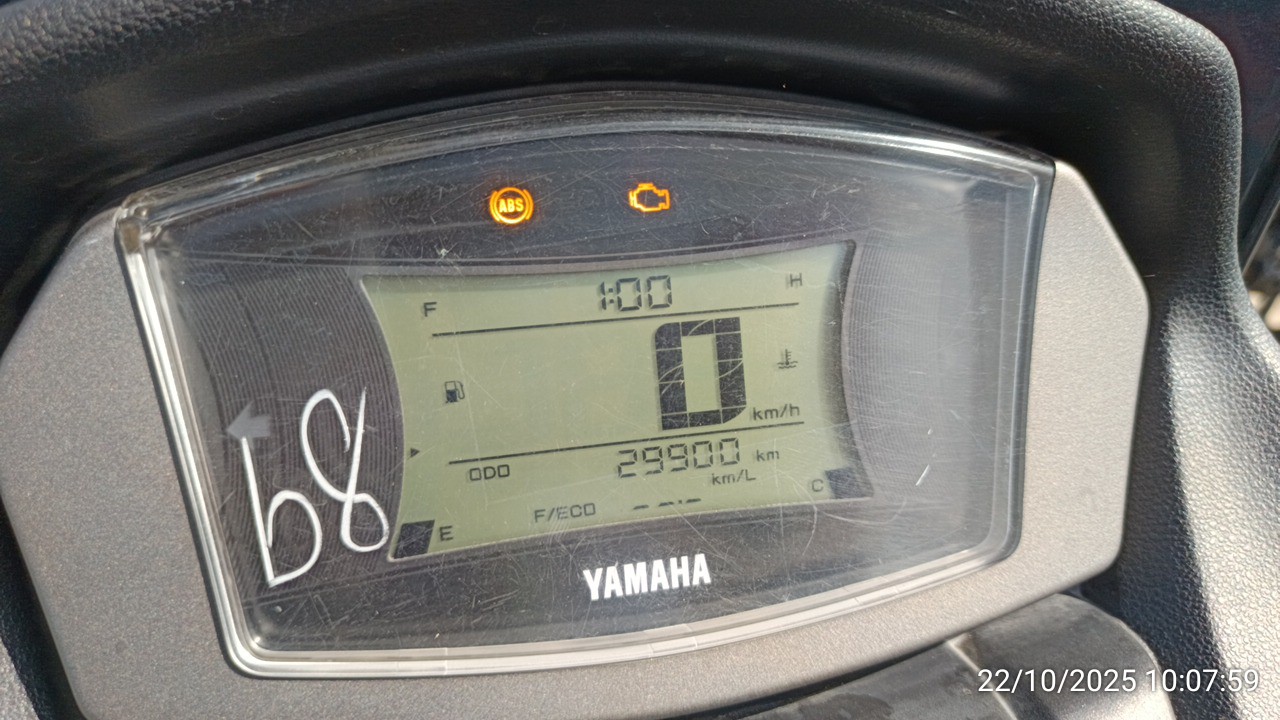 ABS
F 1:00 H
0 km/h
ODO 29900 km
km/L
F/ECO --.-
E C
68
YAMAHA
22/10/2025 10:07:59